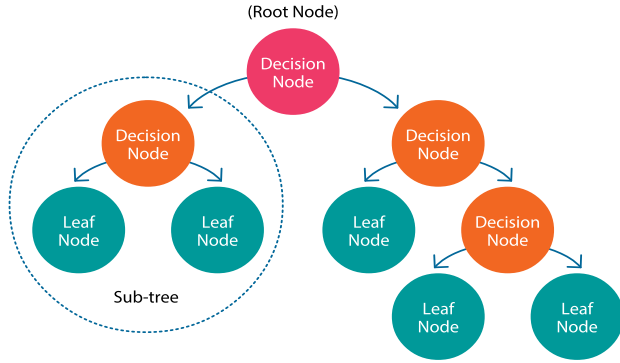 (Root Node)
Decision
Node
Decision
Node
Decision
Node
Leaf
Node
Leaf
Node
Leaf
Node
Decision
Node
Sub-tree
Leaf
Node
Leaf
Node